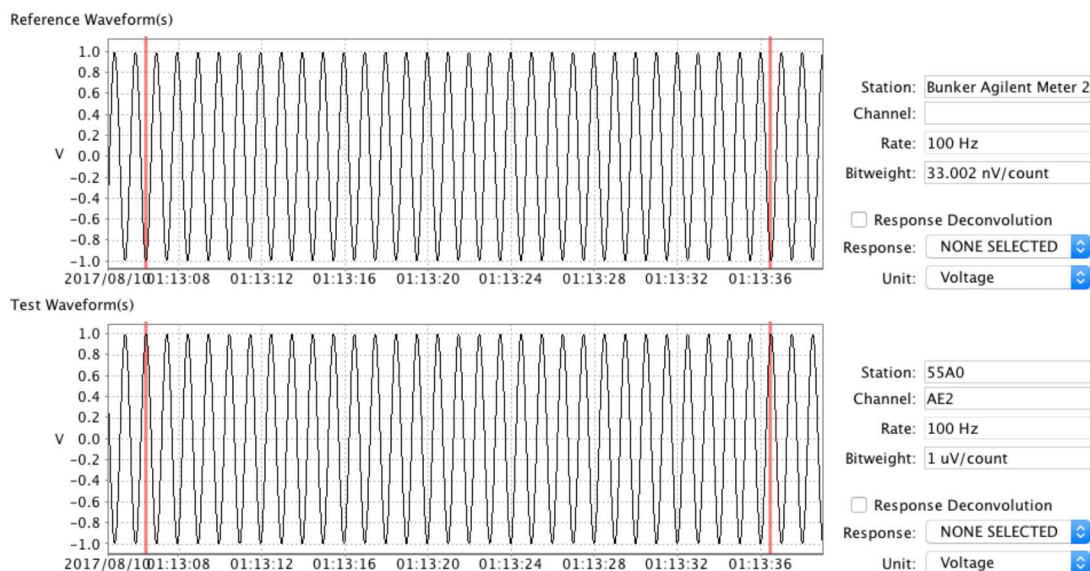 Reference Waveform(s)
1.0
0.8
0.6
0.4
0.2
V 0.0
-0.2
-0.4
-0.6
-0.8
-1.0
2017/08/10 01:13:08 01:13:12 01:13:16 01:13:20 01:13:24 01:13:28 01:13:32 01:13:36
Station: Bunker Agilent Meter 2
Channel:
Rate: 100 Hz
Bitweight: 33.002 nV/count
Response Deconvolution
Response: NONE SELECTED
Unit: Voltage
Test Waveform(s)
1.0
0.8
0.6
0.4
0.2
V 0.0
-0.2
-0.4
-0.6
-0.8
-1.0
2017/08/10 01:13:08 01:13:12 01:13:16 01:13:20 01:13:24 01:13:28 01:13:32 01:13:36
Station: 55A0
Channel: AE2
Rate: 100 Hz
Bitweight: 1 uV/count
Response Deconvolution
Response: NONE SELECTED
Unit: Voltage